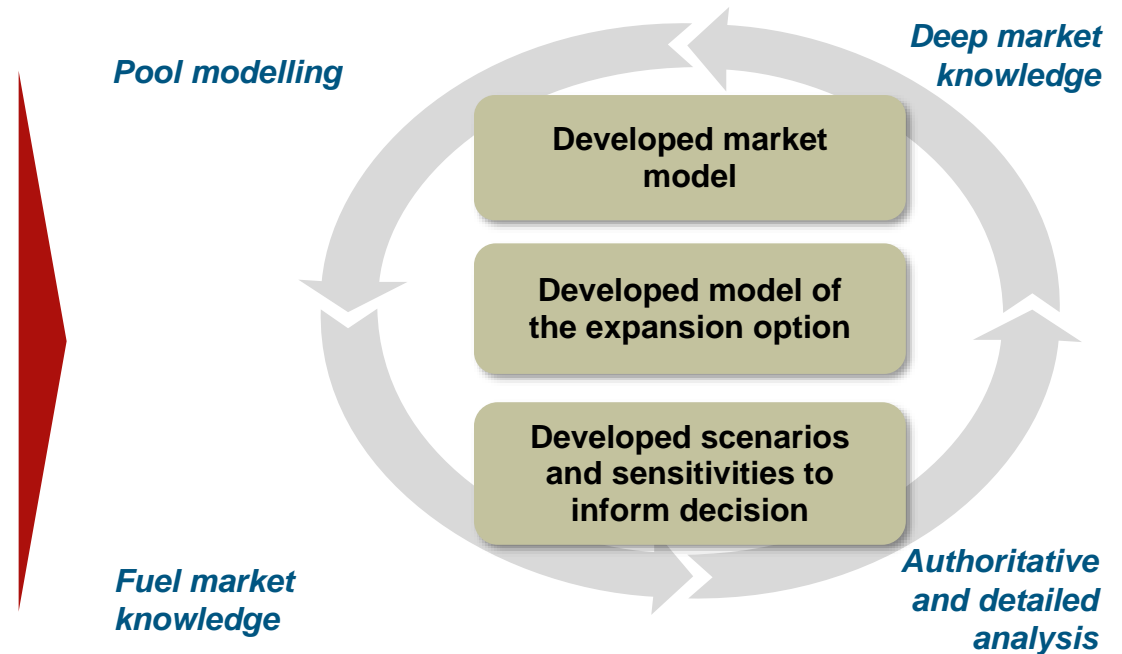 Pool modelling
Deep market
knowledge
Developed market
model
Developed model of
the expansion option
Developed scenarios
and sensitivities to
inform decision
Fuel market
knowledge
Authoritative
and detailed
analysis